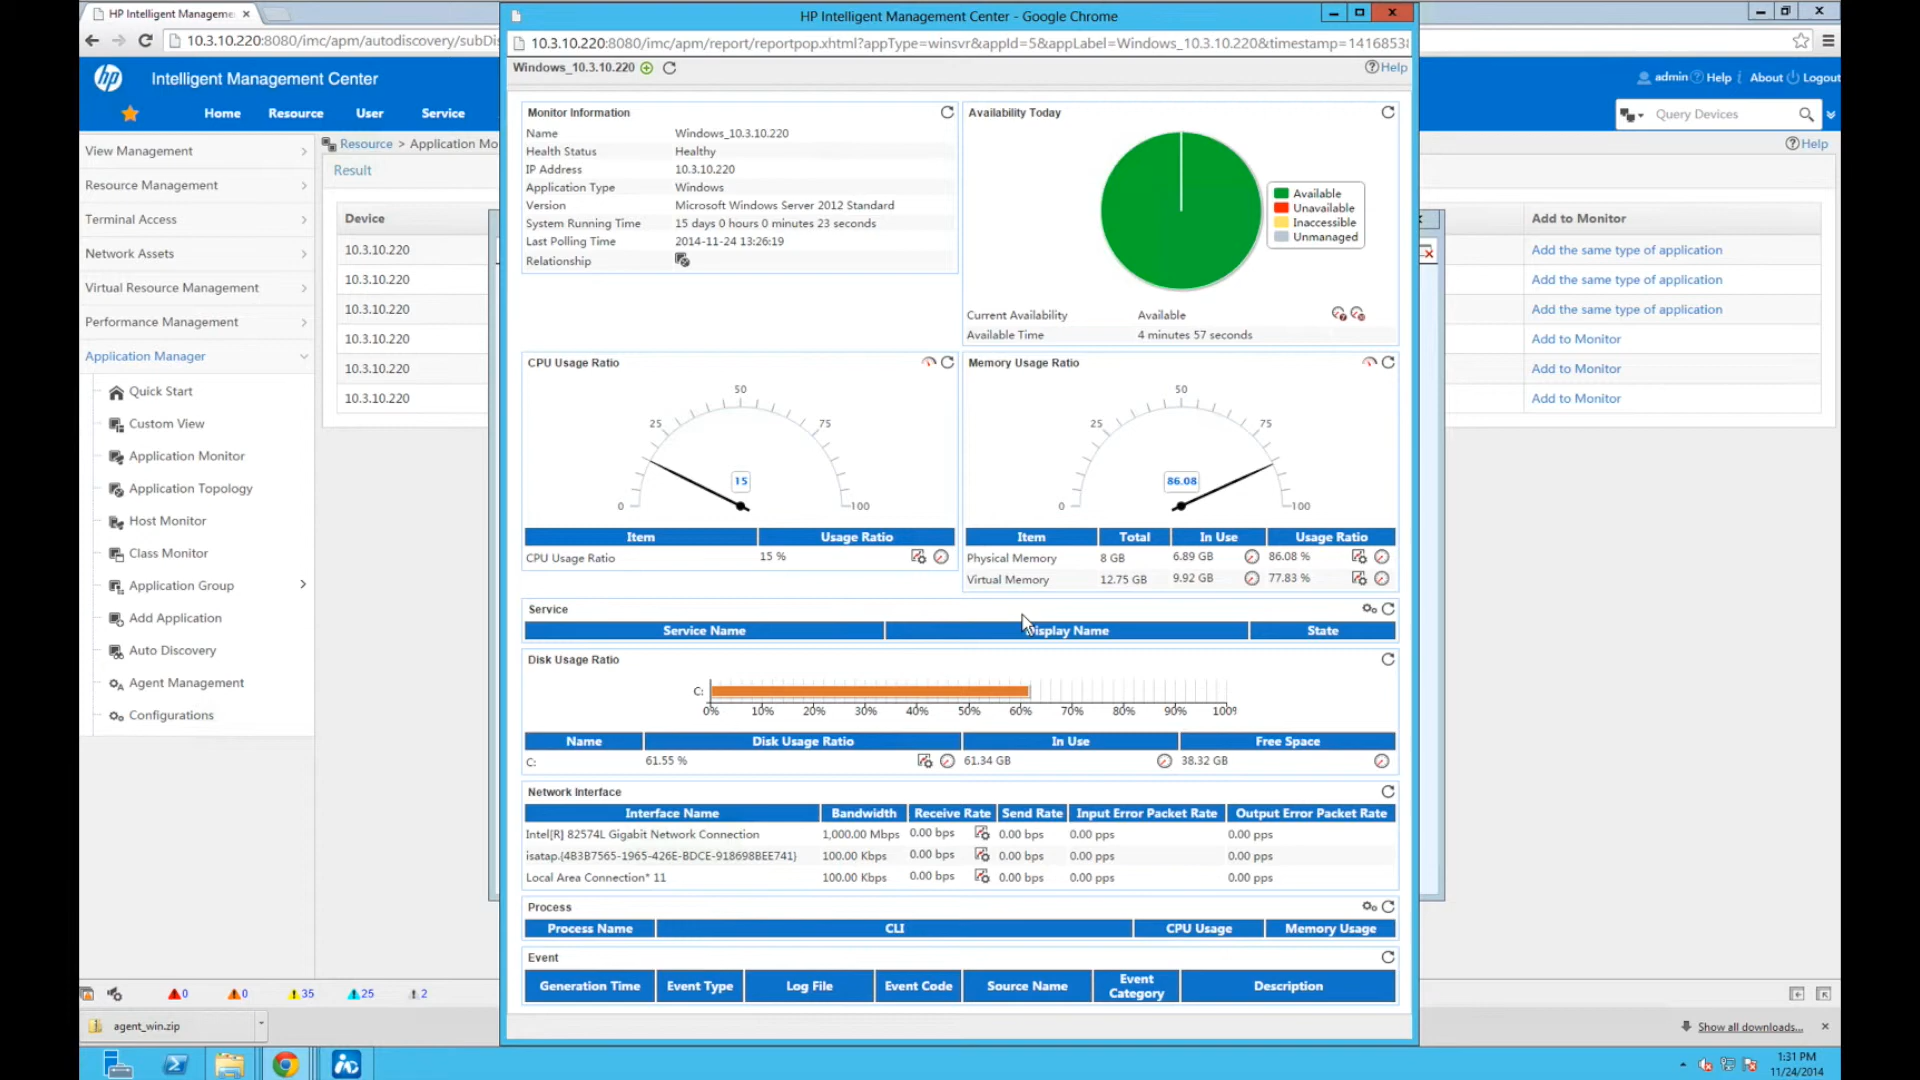 HP Intelligent Manageme
HP Intelligent Management Center - Google Chrome
10.3.10.220:8080/imc/apm/autodiscovery/subDis
10.3.10.220:8080/imc/apm/report/reportpop.xhtml?appType=winsvr&appId=5&appLabel=Windows_10.3.10.220&timestamp=14168538
Windows_10.3.10.220
Help
hp
Intelligent Management Center
admin
Help
About
Logout
Home
Resource
User
Service
Query Devices
View Management
Resource Management
Terminal Access
Network Assets
Virtual Resource Management
Performance Management
Application Manager
Quick Start
Custom View
Application Monitor
Application Topology
Host Monitor
Class Monitor
Application Group
Add Application
Auto Discovery
Agent Management
Configurations
Resource > Application Mo
Help
Result
Device
10.3.10.220
10.3.10.220
10.3.10.220
10.3.10.220
10.3.10.220
10.3.10.220
Monitor Information
Name Windows_10.3.10.220
Health Status Healthy
IP Address 10.3.10.220
Application Type Windows
Version Microsoft Windows Server 2012 Standard
System Running Time 15 days 0 hours 0 minutes 23 seconds
Last Polling Time 2014-11-24 13:26:19
Relationship
Availability Today
Available
Unavailable
Inaccessible
Unmanaged
Current Availability Available
Available Time 4 minutes 57 seconds
CPU Usage Ratio
0
25
50
75
100
15
Item Usage Ratio
CPU Usage Ratio 15 %
Memory Usage Ratio
0
25
50
75
100
86.08
Item Total In Use Usage Ratio
Physical Memory 8 GB 6.89 GB 86.08 %
Virtual Memory 12.75 GB 9.92 GB 77.83 %
Service
Service Name isplay Name State
Disk Usage Ratio
C:
0% 10% 20% 30% 40% 50% 60% 70% 80% 90% 100%
Name Disk Usage Ratio In Use Free Space
C: 61.55 % 61.34 GB 38.32 GB
Network Interface
Interface Name Bandwidth Receive Rate Send Rate Input Error Packet Rate Output Error Packet Rate
Intel[R] 82574L Gigabit Network Connection 1,000.00 Mbps 0.00 bps 0.00 bps 0.00 pps 0.00 pps
isatap.{4B3B7565-1965-426E-BDCE-918698BEE741} 100.00 Kbps 0.00 bps 0.00 bps 0.00 pps 0.00 pps
Local Area Connection* 11 100.00 Kbps 0.00 bps 0.00 bps 0.00 pps 0.00 pps
Process
Process Name CLI CPU Usage Memory Usage
Event
Generation Time Event Type Log File Event Code Source Name Event Category Description
Add to Monitor
Add the same type of application
Add the same type of application
Add the same type of application
Add to Monitor
Add to Monitor
Add to Monitor
0 0 35 25 2
agent_win.zip
Show all downloads...
1:31 PM
11/24/2014